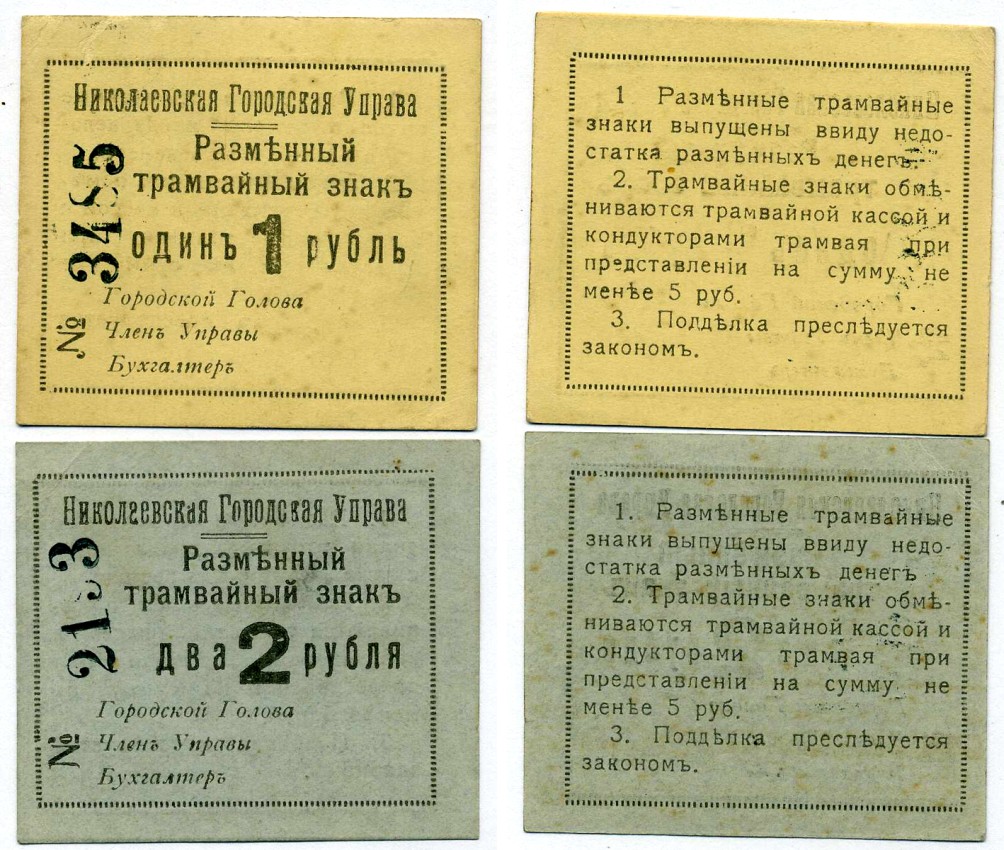 Николаевская Городская Управа
Размѣнный
трамвайный знакъ
одинъ 1 рубль
Городской Голова
Членъ Управы
Бухгалтеръ
№
1 Размѣнные трамвайные
знаки выпущены ввиду недо-
статка размѣнныхъ денегъ.
2. Трамвайные знаки обмѣ-
ниваются трамвайной кассой и
кондукторами трамвая при
представленіи на сумму не
менѣе 5 руб.
3. Поддѣлка преслѣдуется
закономъ.
Николаевская Городская Управа
Размѣнный
трамвайный знакъ
два 2 рубля
Городской Голова
Членъ Управы
Бухгалтеръ
№
1. Размѣнные трамвайные
знаки выпущены ввиду недо-
статка размѣнныхъ денегъ
2. Трамвайные знаки обмѣ-
ниваются трамвайной кассой и
кондукторами трамвая при
представленіи на сумму не
менѣе 5 руб.
3. Поддѣлка преслѣдуется
закономъ.